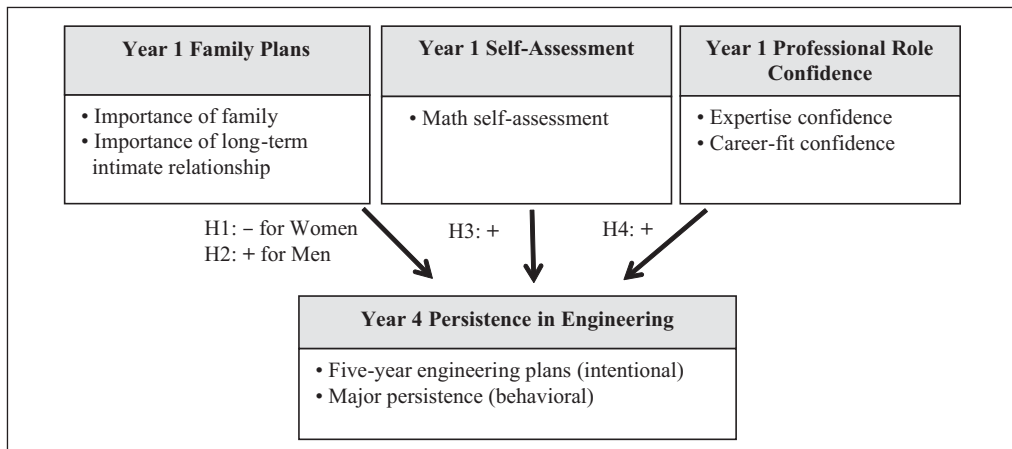 Year 1 Family Plans
• Importance of family
• Importance of long-term
intimate relationship
Year 1 Self-Assessment
• Math self-assessment
Year 1 Professional Role
Confidence
• Expertise confidence
• Career-fit confidence
H1: – for Women
H2: + for Men
H3: +
H4: +
Year 4 Persistence in Engineering
• Five-year engineering plans (intentional)
• Major persistence (behavioral)